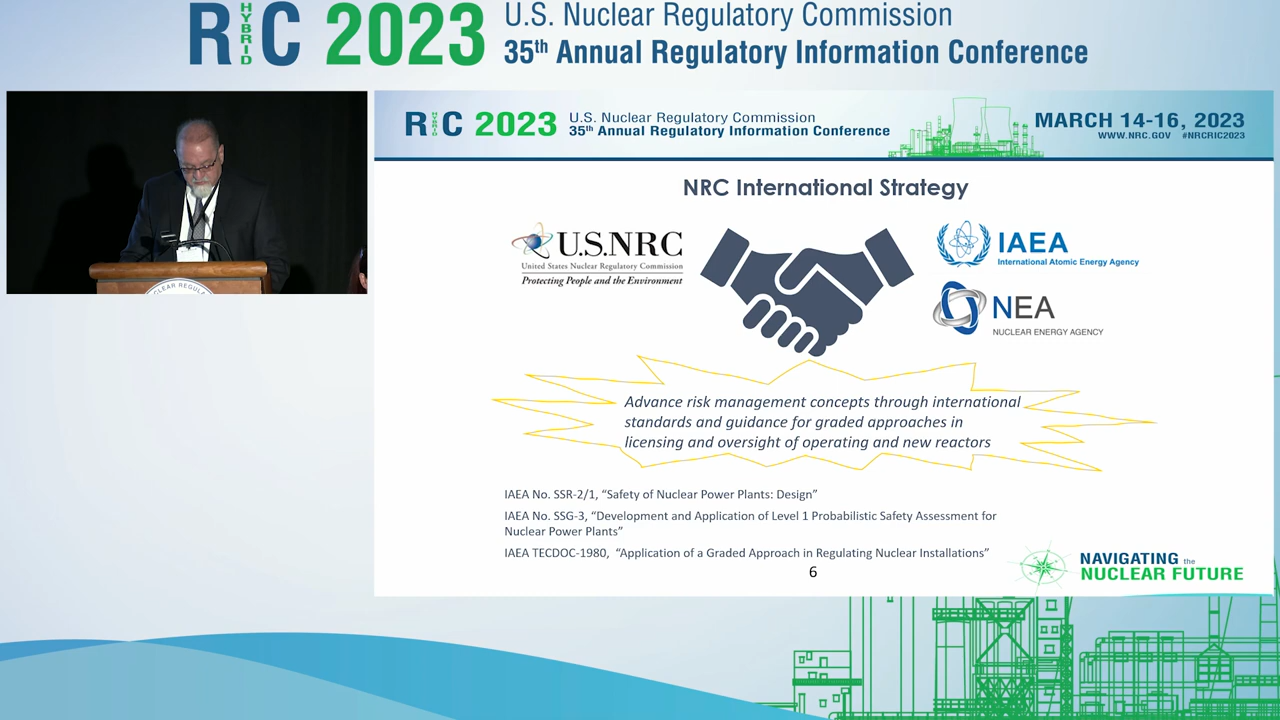 RIC 2023
HYBRID
U.S. Nuclear Regulatory Commission
35th Annual Regulatory Information Conference
RIC 2023
HYBRID
U.S. Nuclear Regulatory Commission
35th Annual Regulatory Information Conference
MARCH 14-16, 2023
WWW.NRC.GOV #NRCRIC2023
NRC International Strategy
U.S.NRC
United States Nuclear Regulatory Commission
Protecting People and the Environment
IAEA
International Atomic Energy Agency
NEA
NUCLEAR ENERGY AGENCY
Advance risk management concepts through international
standards and guidance for graded approaches in
licensing and oversight of operating and new reactors
IAEA No. SSR-2/1, “Safety of Nuclear Power Plants: Design”
IAEA No. SSG-3, “Development and Application of Level 1 Probabilistic Safety Assessment for
Nuclear Power Plants”
IAEA TECDOC-1980, “Application of a Graded Approach in Regulating Nuclear Installations”
6
NAVIGATING the
NUCLEAR FUTURE